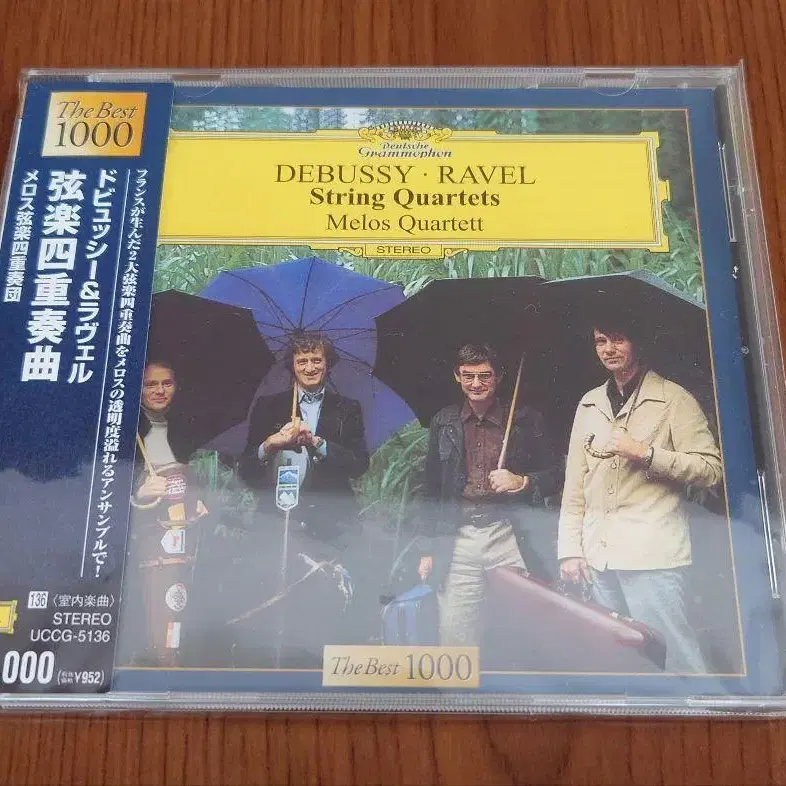 The Best
1000
ドビュッシー&ラヴェル
弦楽四重奏曲
メロス弦楽四重奏団
フランスが生んだ2大弦楽四重奏曲をメロスの透明度溢れるアンサンブルで!
136 〈室内楽曲〉
STEREO
UCCG-5136
000 (税抜価格 ¥952)
Deutsche
Grammophon
DEBUSSY · RAVEL
String Quartets
Melos Quartett
STEREO
The Best 1000